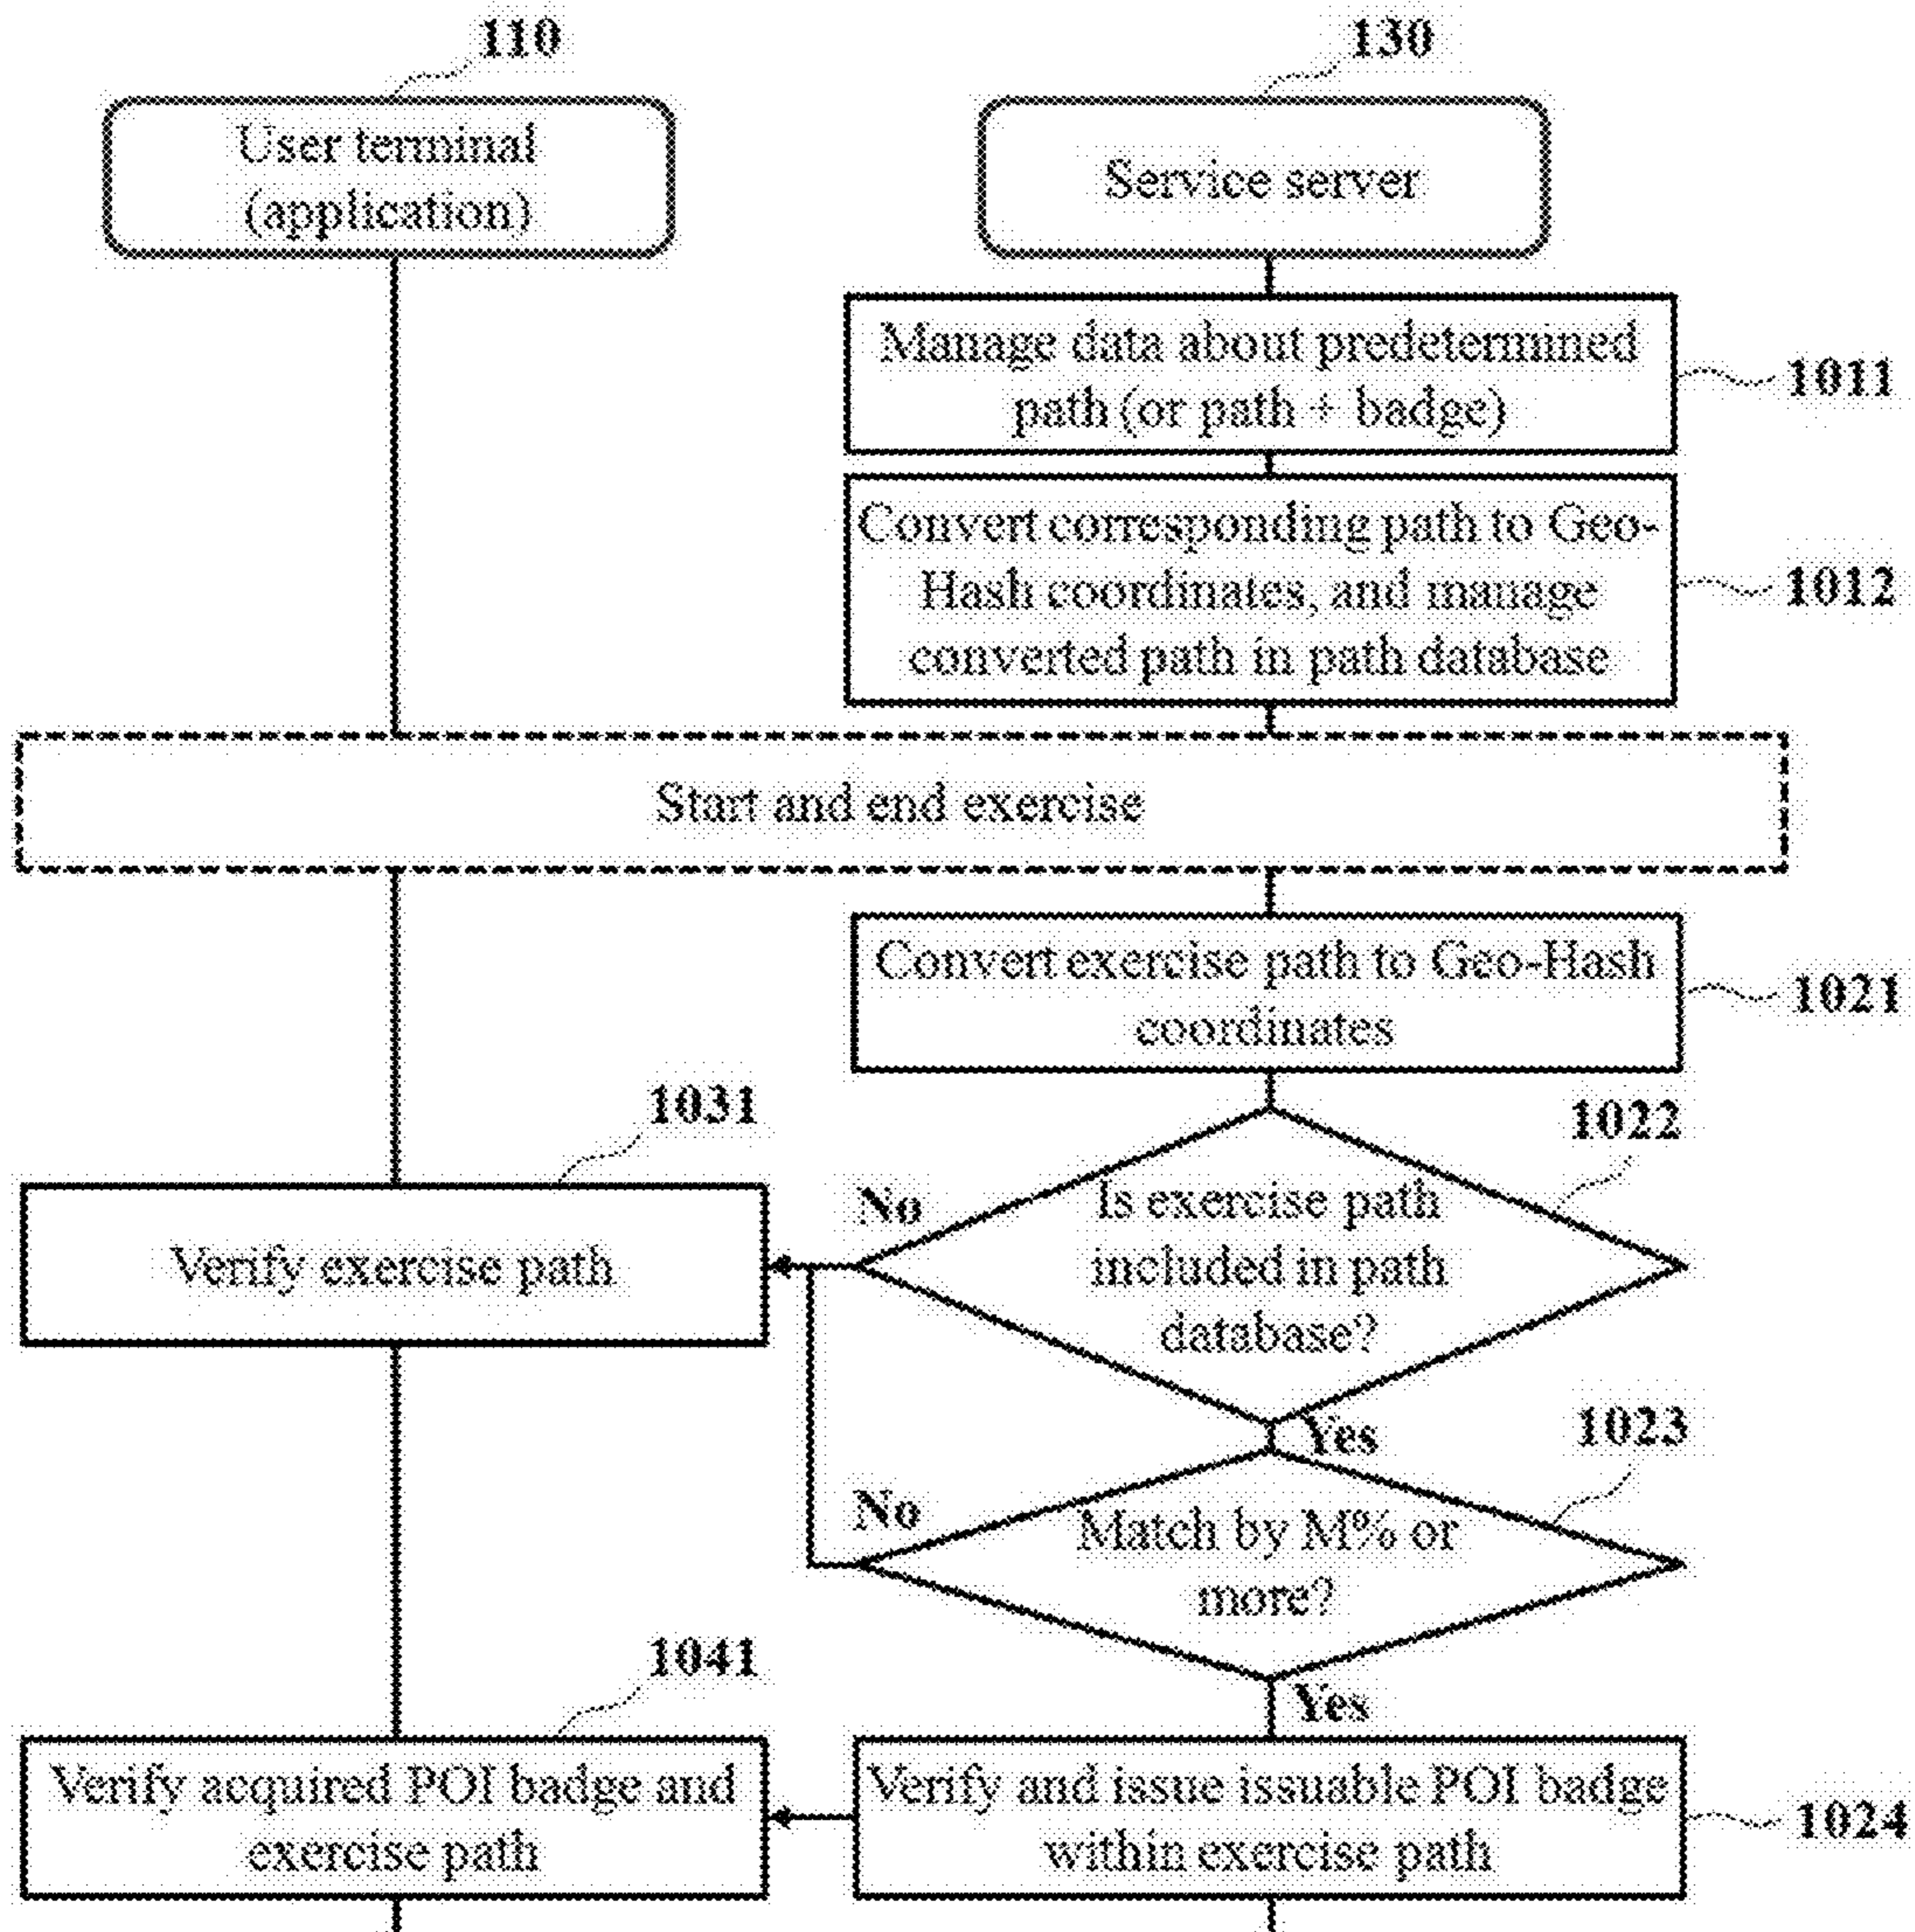 110
130
User terminal
(application)
Service server
Manage data about predetermined
path (or path + badge)
1011
Convert corresponding path to Geo-
Hash coordinates, and manage
converted path in path database
1012
Start and end exercise
Convert exercise path to Geo-Hash
coordinates
1021
1031
1022
No
Is exercise path
included in path
database?
Verify exercise path
Yes
1023
No
Match by M% or
more?
1041
Yes
Verify acquired POI badge and
exercise path
Verify and issue issuable POI badge
within exercise path
1024